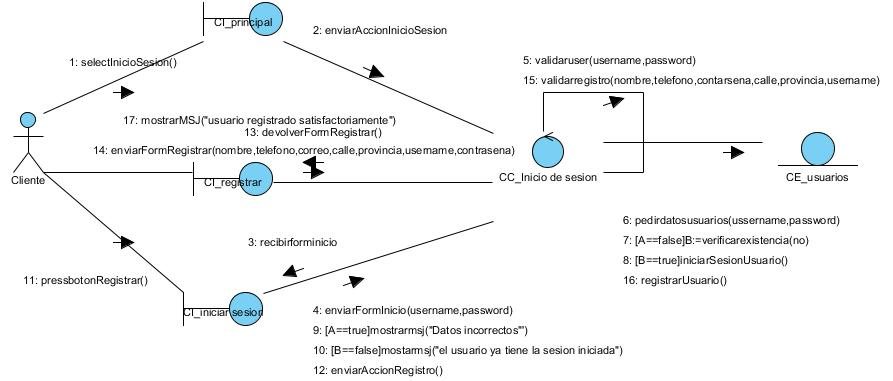 CI_principal
2: enviarAccionInicioSesion
1: selectInicioSesion()
5: validaruser(username,password)
15: validarregistro(nombre,telefono,contarsena,calle,provincia,username)
17: mostrarMSJ("usuario registrado satisfactoriamente")
13: devolverFormRegistrar()
14: enviarFormRegistrar(nombre,telefono,correo,calle,provincia,username,contrasena)
Cliente
CI_registrar
CC_Inicio de sesion
CE_usuarios
6: pedirdatosusuarios(ussername,password)
3: recibirforminicio
7: [A==false]B:=verificarexistencia(no)
8: [B==true]iniciarSesionUsuario()
11: pressbotonRegistrar()
16: registrarUsuario()
CI_iniciar sesion
4: enviarFormInicio(username,password)
9: [A==true]mostrarmsj("Datos incorrectos"')
10: [B==false]mostarmsj("el usuario ya tiene la sesion iniciada")
12: enviarAccionRegistro()